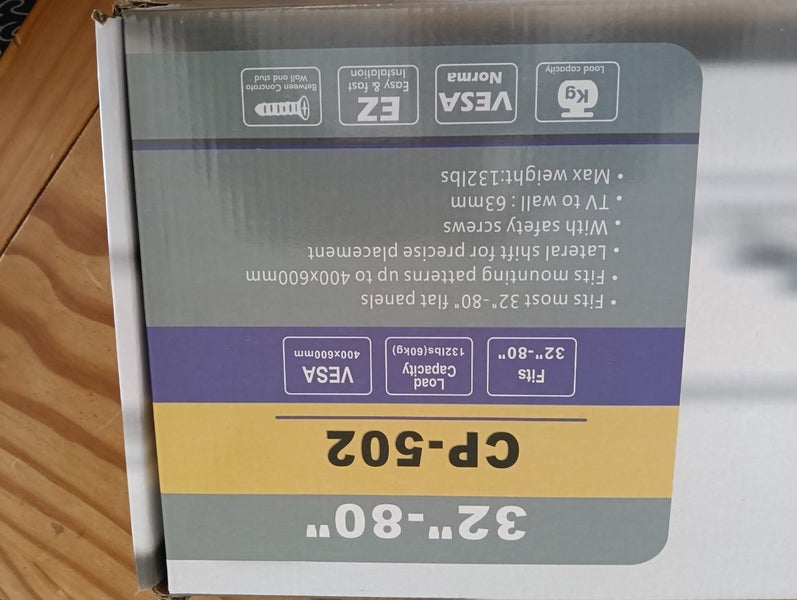 32"-80"
CP-502
Fits
32"-80"
Load
Capacity
132lbs(60kg)
VESA
400x600mm
• Fits most 32"-80" flat panels
• Fits mounting patterns up to 400x600mm
• Lateral shift for precise placement
• With safety screws
• TV to wall : 63mm
• Max weight:132lbs
Kg
Load capacity
VESA
Norma
EZ
Easy & fast
Instalation
Between Concroto
Wall and stud